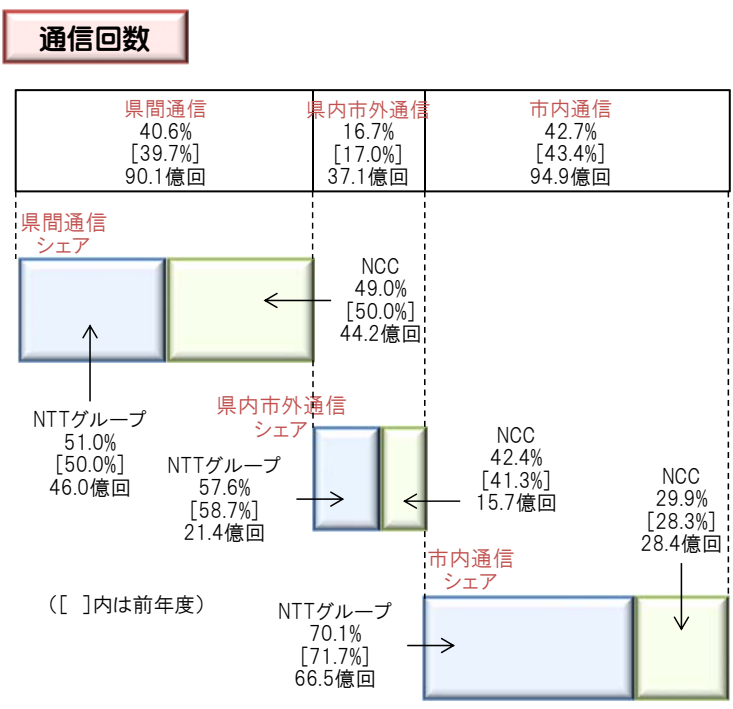 通信回数
県間通信
40.6%
[39.7%]
90.1億回
県内市外通信
16.7%
[17.0%]
37.1億回
市内通信
42.7%
[43.4%]
94.9億回
県間通信
シェア
NCC
49.0%
[50.0%]
44.2億回
NTTグループ
51.0%
[50.0%]
46.0億回
県内市外通信
シェア
NTTグループ
57.6%
[58.7%]
21.4億回
NCC
42.4%
[41.3%]
15.7億回
NCC
29.9%
[28.3%]
28.4億回
市内通信
シェア
NTTグループ
70.1%
[71.7%]
66.5億回
([ ]内は前年度)